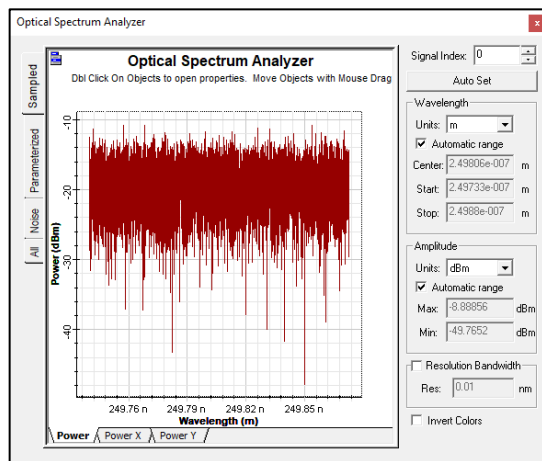 Optical Spectrum Analyzer
x
Optical Spectrum Analyzer
Dbl Click On Objects to open properties. Move Objects with Mouse Drag
Sampled
Parameterized
Noise
All
Power (dBm)
-10
-20
-30
-40
249.76 n 249.79 n 249.82 n 249.85 n
Wavelength (m)
Power Power X Power Y
Signal Index: 0
Auto Set
Wavelength
Units: m
Automatic range
Center: 2.49806e-007 m
Start: 2.49733e-007 m
Stop: 2.4988e-007 m
Amplitude
Units: dBm
Automatic range
Max: -8.88856 dBm
Min: -49.7652 dBm
Resolution Bandwidth
Res: 0.01 nm
Invert Colors